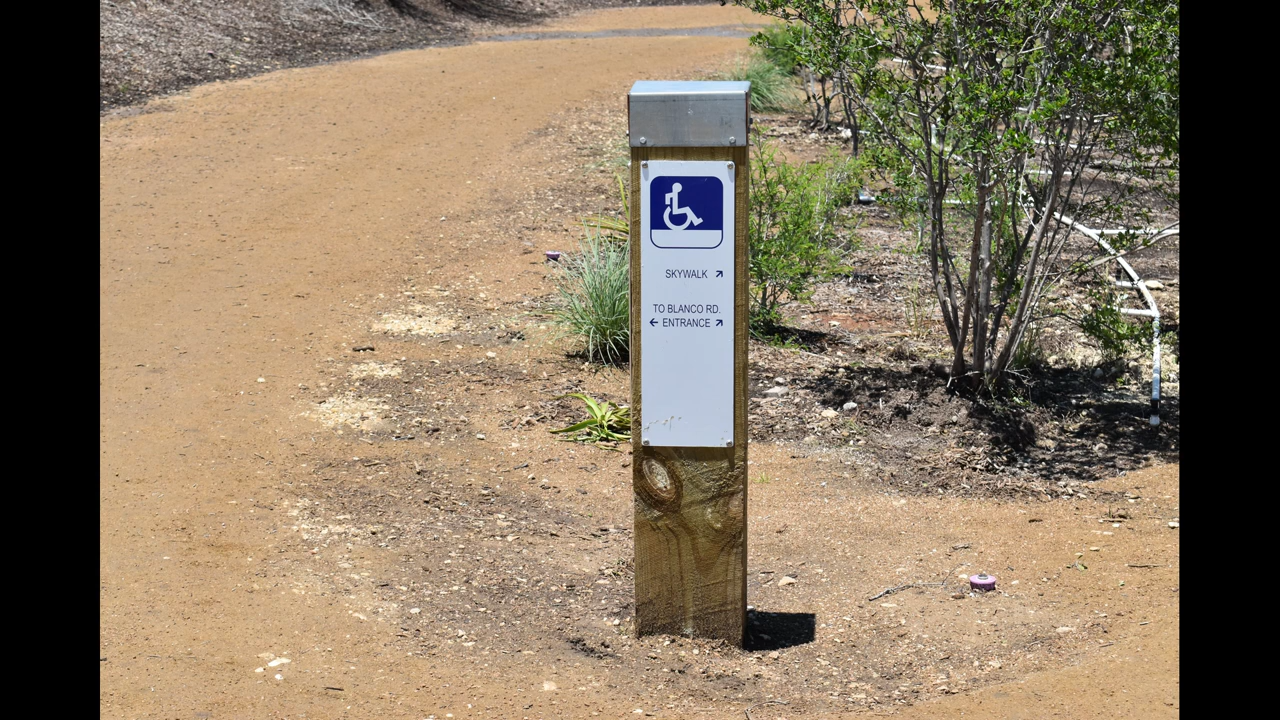 SKYWALK ↗
TO BLANCO RD.
← ENTRANCE ↗